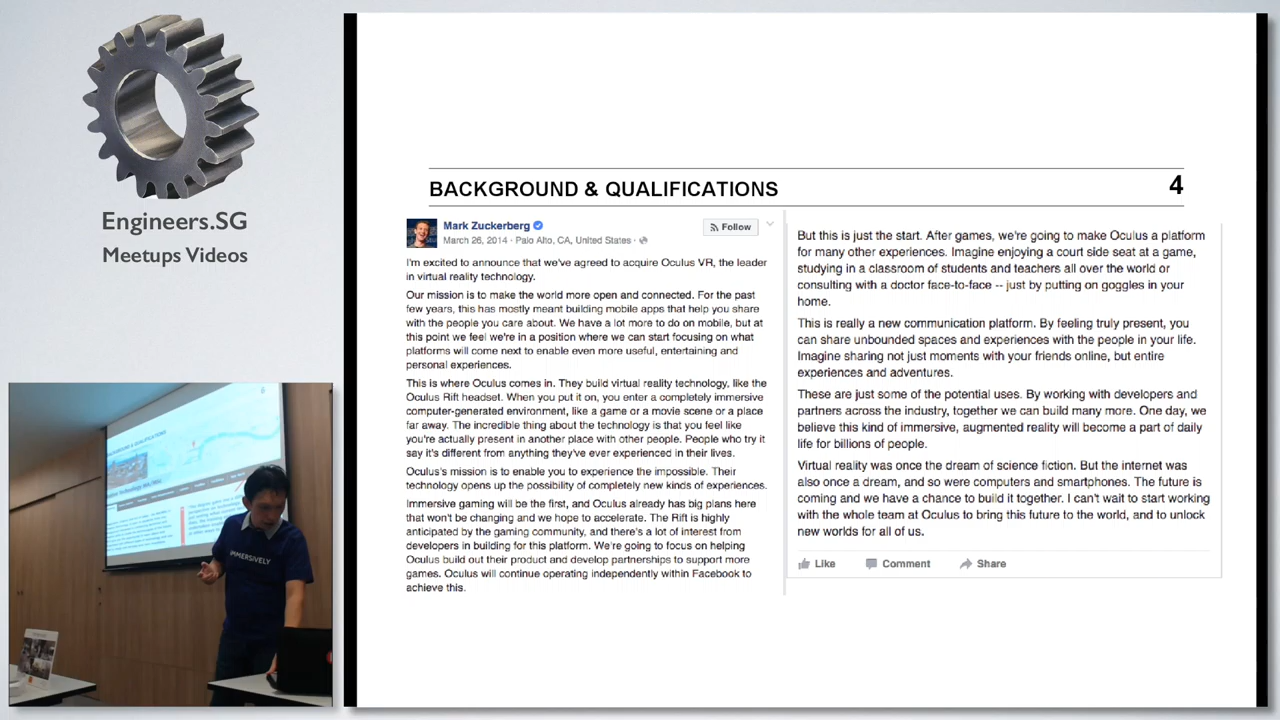 Engineers.SG
Meetups Videos
BACKGROUND & QUALIFICATIONS
4
Mark Zuckerberg
Follow
March 26, 2014 · Palo Alto, CA, United States ·
I'm excited to announce that we've agreed to acquire Oculus VR, the leader
in virtual reality technology.
Our mission is to make the world more open and connected. For the past
few years, this has mostly meant building mobile apps that help you share
with the people you care about. We have a lot more to do on mobile, but at
this point we feel we're in a position where we can start focusing on what
platforms will come next to enable even more useful, entertaining and
personal experiences.
This is where Oculus comes in. They build virtual reality technology, like the
Oculus Rift headset. When you put it on, you enter a completely immersive
computer-generated environment, like a game or a movie scene or a place
far away. The incredible thing about the technology is that you feel like
you're actually present in another place with other people. People who try it
say it's different from anything they've ever experienced in their lives.
Oculus's mission is to enable you to experience the impossible. Their
technology opens up the possibility of completely new kinds of experiences.
Immersive gaming will be the first, and Oculus already has big plans here
that won't be changing and we hope to accelerate. The Rift is highly
anticipated by the gaming community, and there's a lot of interest from
developers in building for this platform. We're going to focus on helping
Oculus build out their product and develop partnerships to support more
games. Oculus will continue operating independently within Facebook to
achieve this.
But this is just the start. After games, we're going to make Oculus a platform
for many other experiences. Imagine enjoying a court side seat at a game,
studying in a classroom of students and teachers all over the world or
consulting with a doctor face-to-face -- just by putting on goggles in your
home.
This is really a new communication platform. By feeling truly present, you
can share unbounded spaces and experiences with the people in your life.
Imagine sharing not just moments with your friends online, but entire
experiences and adventures.
These are just some of the potential uses. By working with developers and
partners across the industry, together we can build many more. One day, we
believe this kind of immersive, augmented reality will become a part of daily
life for billions of people.
Virtual reality was once the dream of science fiction. But the internet was
also once a dream, and so were computers and smartphones. The future is
coming and we have a chance to build it together. I can't wait to start working
with the whole team at Oculus to bring this future to the world, and to unlock
new worlds for all of us.
Like
Comment
Share
BACKGROUND & QUALIFICATIONS
IMMERSIVELY